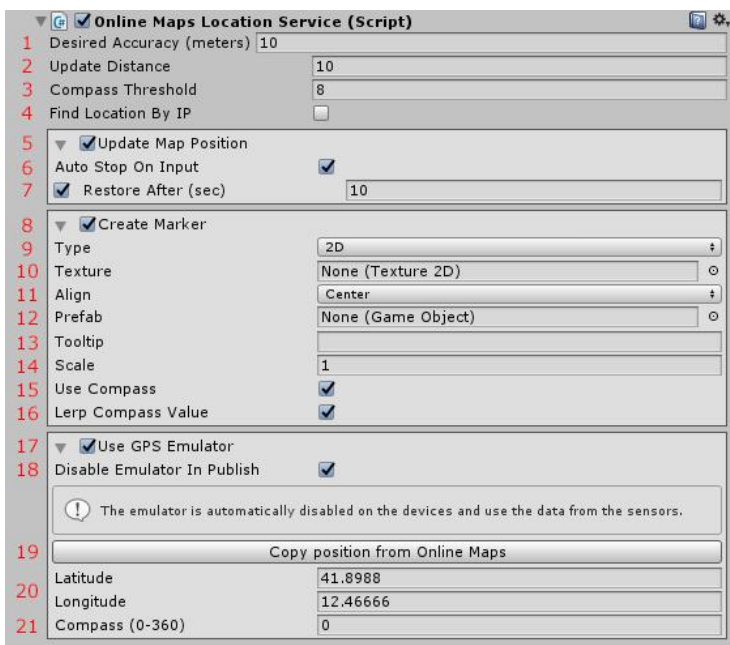 Online Maps Location Service (Script)
1 Desired Accuracy (meters) 10
2 Update Distance 10
3 Compass Threshold 8
4 Find Location By IP
5 Update Map Position
6 Auto Stop On Input
7 Restore After (sec) 10
8 Create Marker
9 Type 2D
10 Texture None (Texture 2D)
11 Align Center
12 Prefab None (Game Object)
13 Tooltip
14 Scale 1
15 Use Compass
16 Lerp Compass Value
17 Use GPS Emulator
18 Disable Emulator In Publish
The emulator is automatically disabled on the devices and use the data from the sensors.
19 Copy position from Online Maps
Latitude 41.8988
20
Longitude 12.46666
21 Compass (0-360) 0